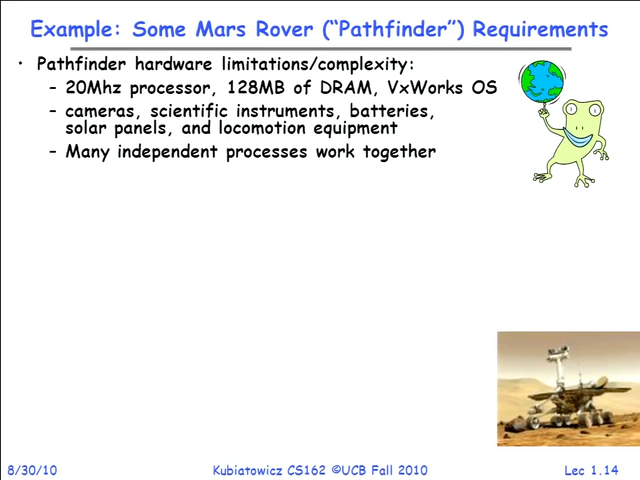 Example: Some Mars Rover (“Pathfinder”) Requirements
• Pathfinder hardware limitations/complexity:
– 20Mhz processor, 128MB of DRAM, VxWorks OS
– cameras, scientific instruments, batteries,
solar panels, and locomotion equipment
– Many independent processes work together
8/30/10 Kubiatowicz CS162 ©UCB Fall 2010 Lec 1.14